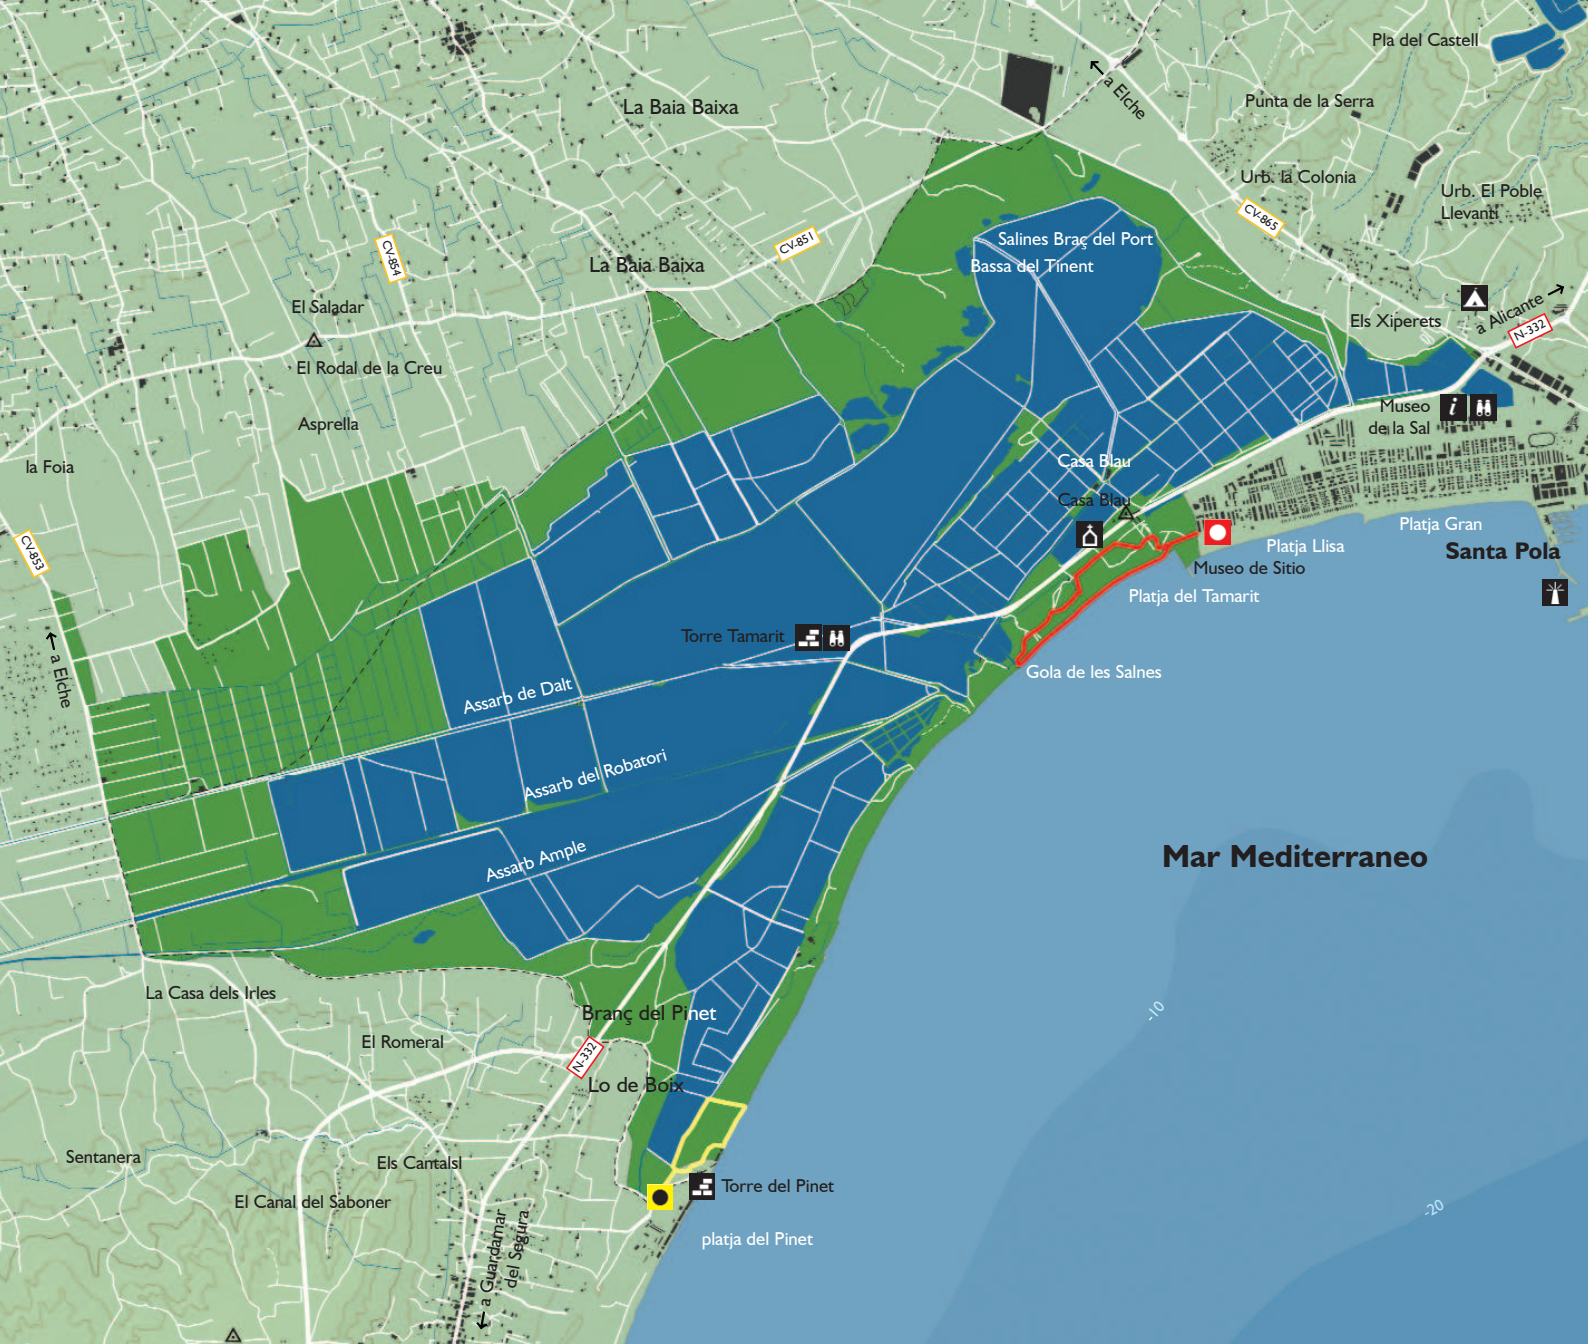 Pla del Castell
La Baia Baixa
a Elche
Punta de la Serra
Urb. la Colonia
Urb. El Poble
Llevanti
CV-865
CV-854
CV-851
La Baia Baixa
Salines Braç del Port
Bassa del Tinent
El Saladar
Els Xiperets
a Alicante
N-332
El Rodal de la Creu
Asprella
Museo
de la Sal
i
la Foia
Casa Blau
Casa Blau
CV-853
Platja Gran
Platja Llisa
Santa Pola
Museo de Sitio
Platja del Tamarit
Torre Tamarit
a Elche
Gola de les Salnes
Assarb de Dalt
Assarb del Robatori
Assarb Ample
Mar Mediterraneo
La Casa dels Irles
Branç del Pinet
-10
El Romeral
N-332
Lo de Boix
Sentanera
Els Cantalsl
El Canal del Saboner
Torre del Pinet
-20
platja del Pinet
a Guardamar
del Segura